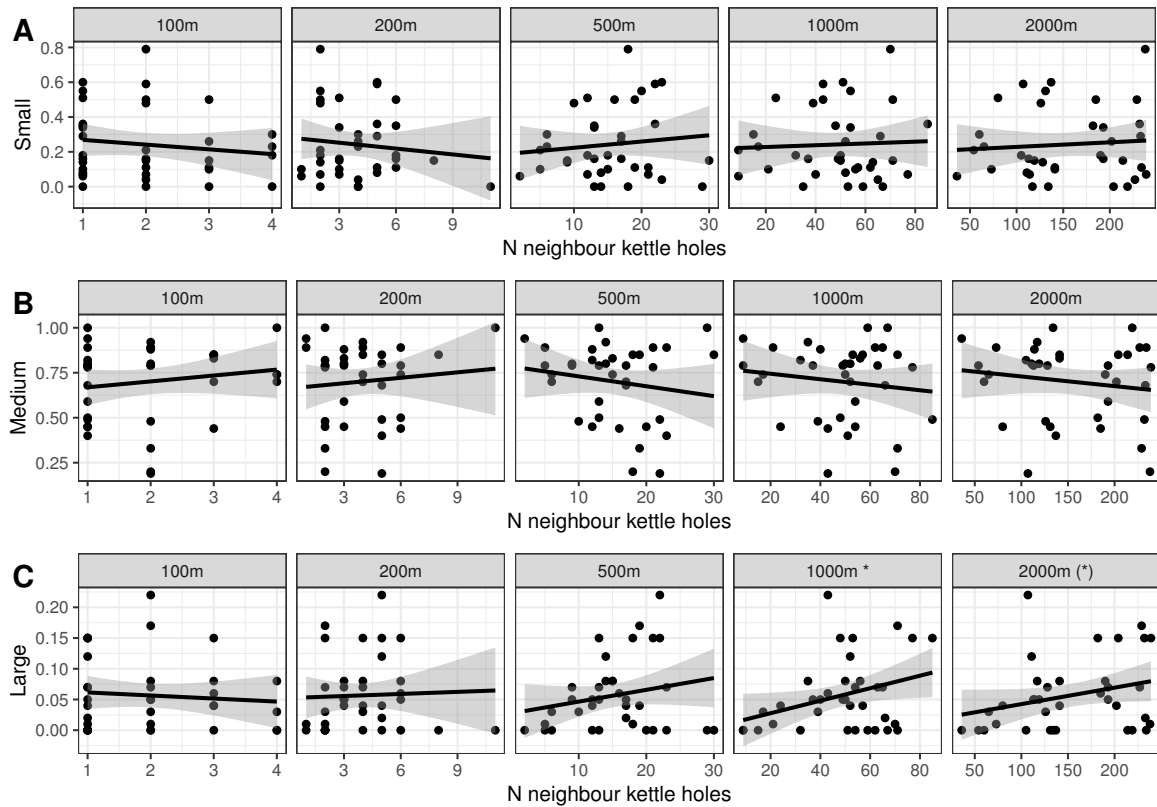 A
100m 200m 500m 1000m 2000m
Small
0.8
0.6
0.4
0.2
0.0
1 2 3 4 3 6 9 10 20 30 20 40 60 80 50 100 150 200
N neighbour kettle holes
B
100m 200m 500m 1000m 2000m
Medium
1.00
0.75
0.50
0.25
1 2 3 4 3 6 9 10 20 30 20 40 60 80 50 100 150 200
N neighbour kettle holes
C
100m 200m 500m 1000m * 2000m (*)
Large
0.20
0.15
0.10
0.05
0.00
1 2 3 4 3 6 9 10 20 30 20 40 60 80 50 100 150 200
N neighbour kettle holes